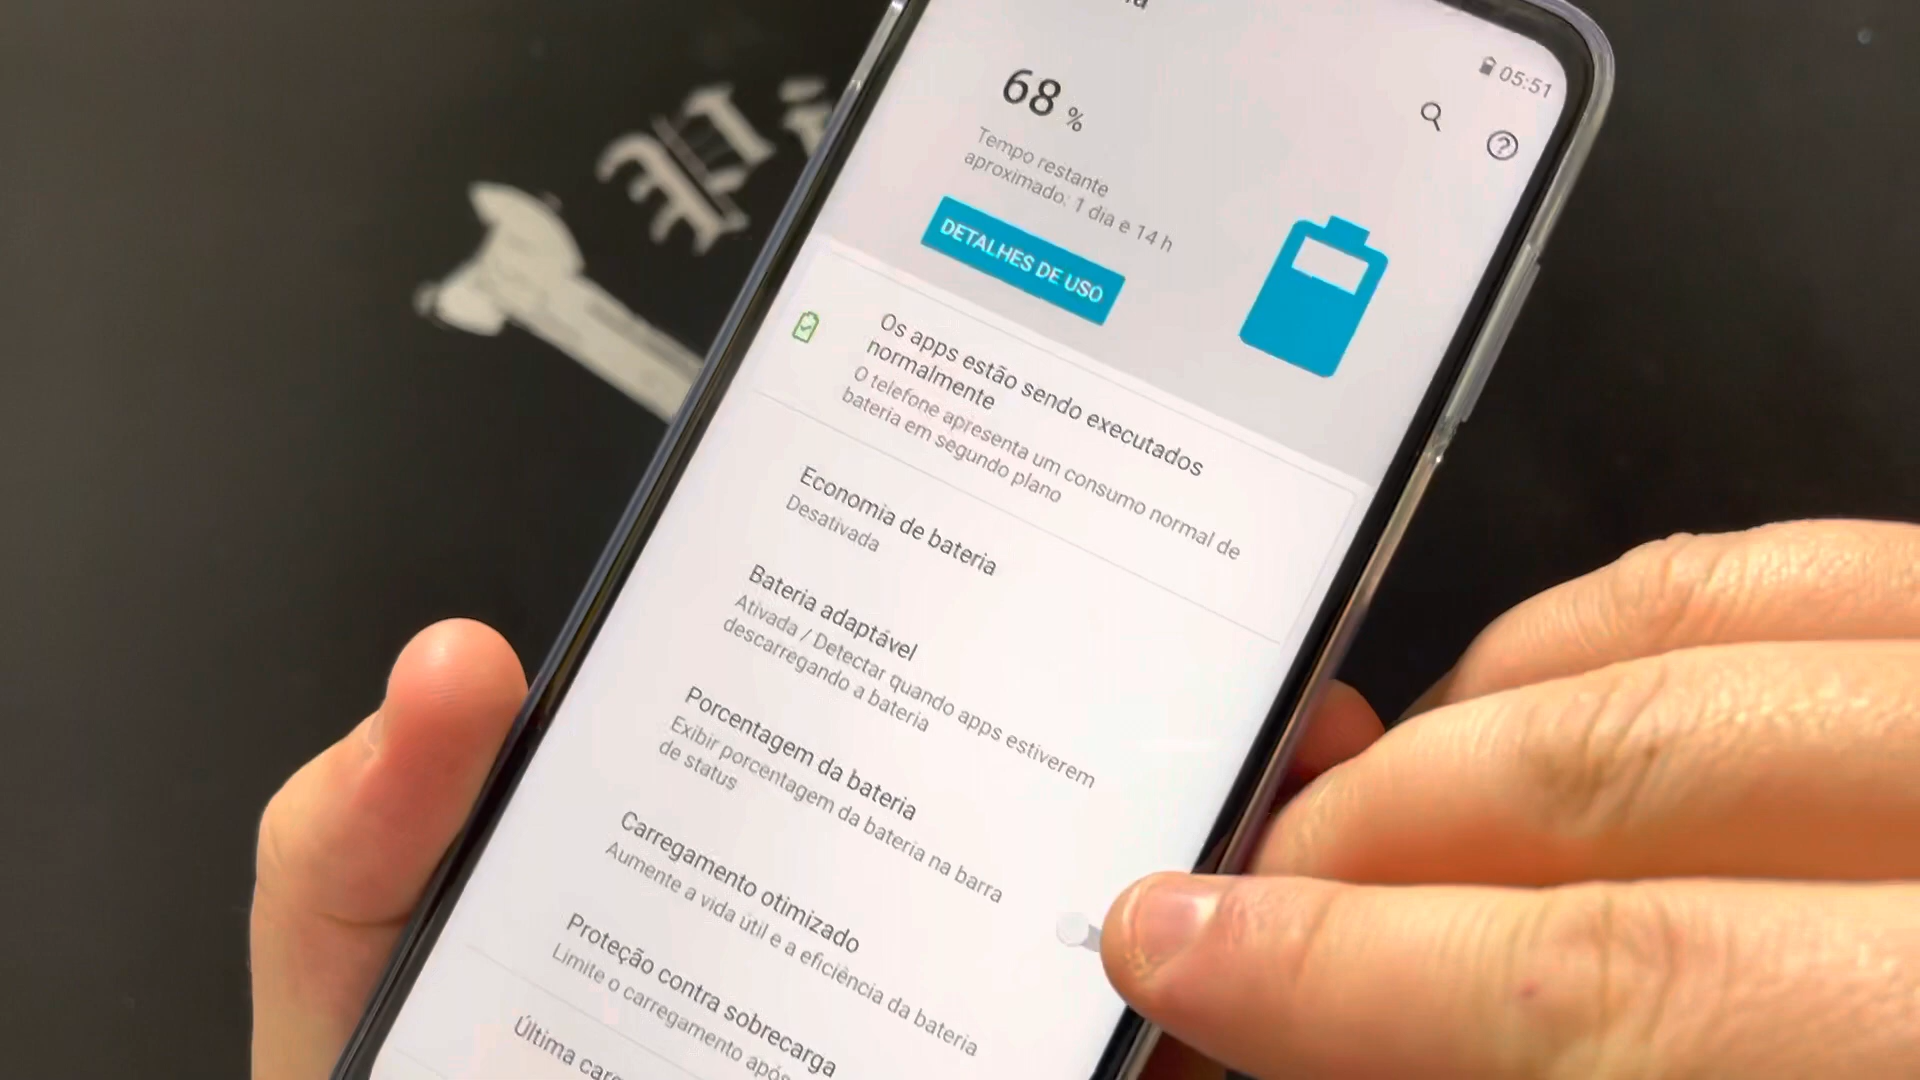 05:51
68 %
Tempo restante
aproximado: 1 dia e 14 h
DETALHES DE USO
Os apps estão sendo executados
normalmente
O telefone apresenta um consumo normal de
bateria em segundo plano
Economia de bateria
Desativada
Bateria adaptável
Ativada / Detectar quando apps estiverem
descarregando a bateria
Porcentagem da bateria
Exibir porcentagem da bateria na barra
de status
Carregamento otimizado
Aumente a vida útil e a eficiência da bateria
Proteção contra sobrecarga
Limite o carregamento após
Última